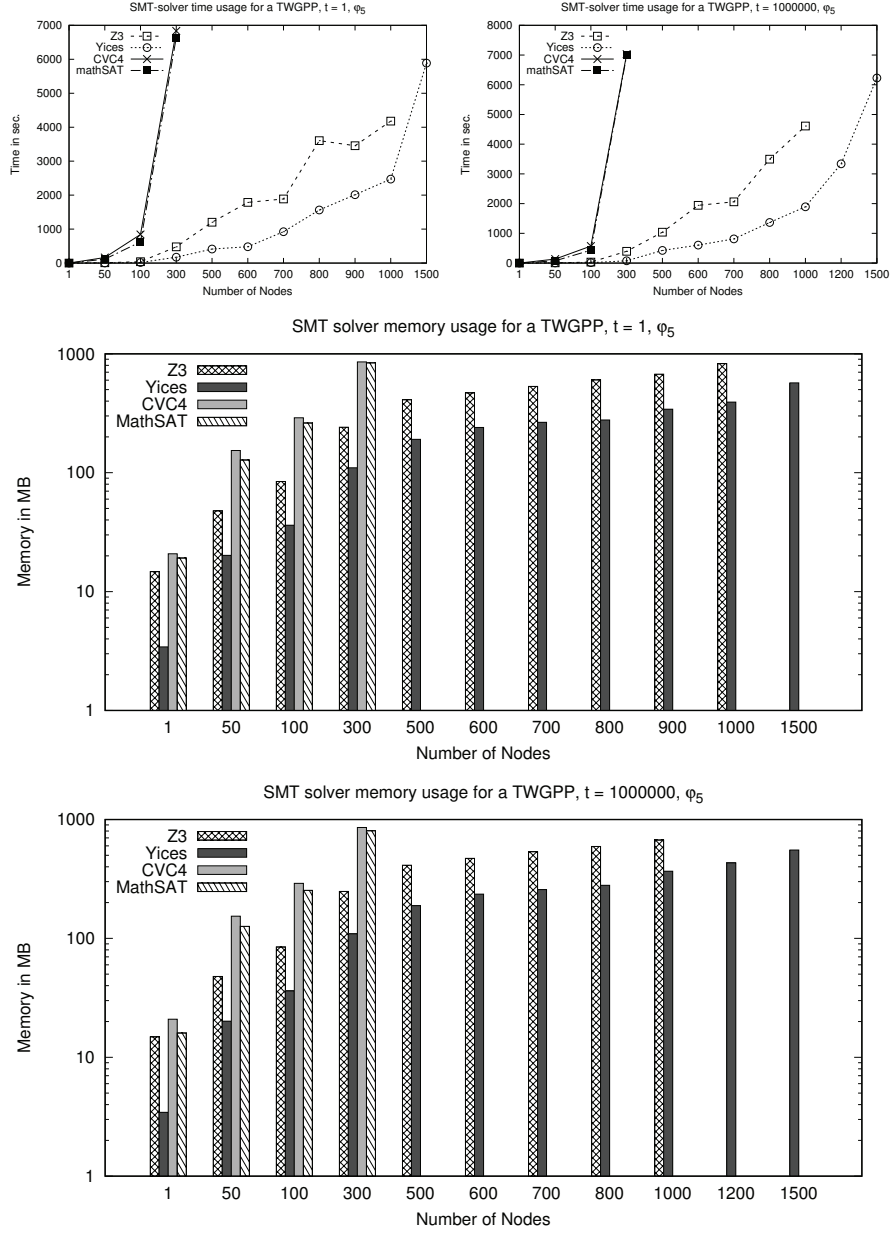 SMT-solver time usage for a TWGPP, t = 1, φ5
Time in sec.
7000
6000
5000
4000
3000
2000
1000
0
Z3
Yices
CVC4
mathSAT
1 50 100 300 500 600 700 800 900 1000 1500
Number of Nodes
SMT-solver time usage for a TWGPP, t = 1000000, φ5
Time in sec.
8000
7000
6000
5000
4000
3000
2000
1000
0
Z3
Yices
CVC4
mathSAT
1 50 100 300 500 600 700 800 1000 1200 1500
Number of Nodes
SMT solver memory usage for a TWGPP, t = 1, φ5
Memory in MB
1000
100
10
1
Z3
Yices
CVC4
MathSAT
1 50 100 300 500 600 700 800 900 1000 1500
Number of Nodes
SMT solver memory usage for a TWGPP, t = 1000000, φ5
Memory in MB
1000
100
10
1
Z3
Yices
CVC4
MathSAT
1 50 100 300 500 600 700 800 1000 1200 1500
Number of Nodes